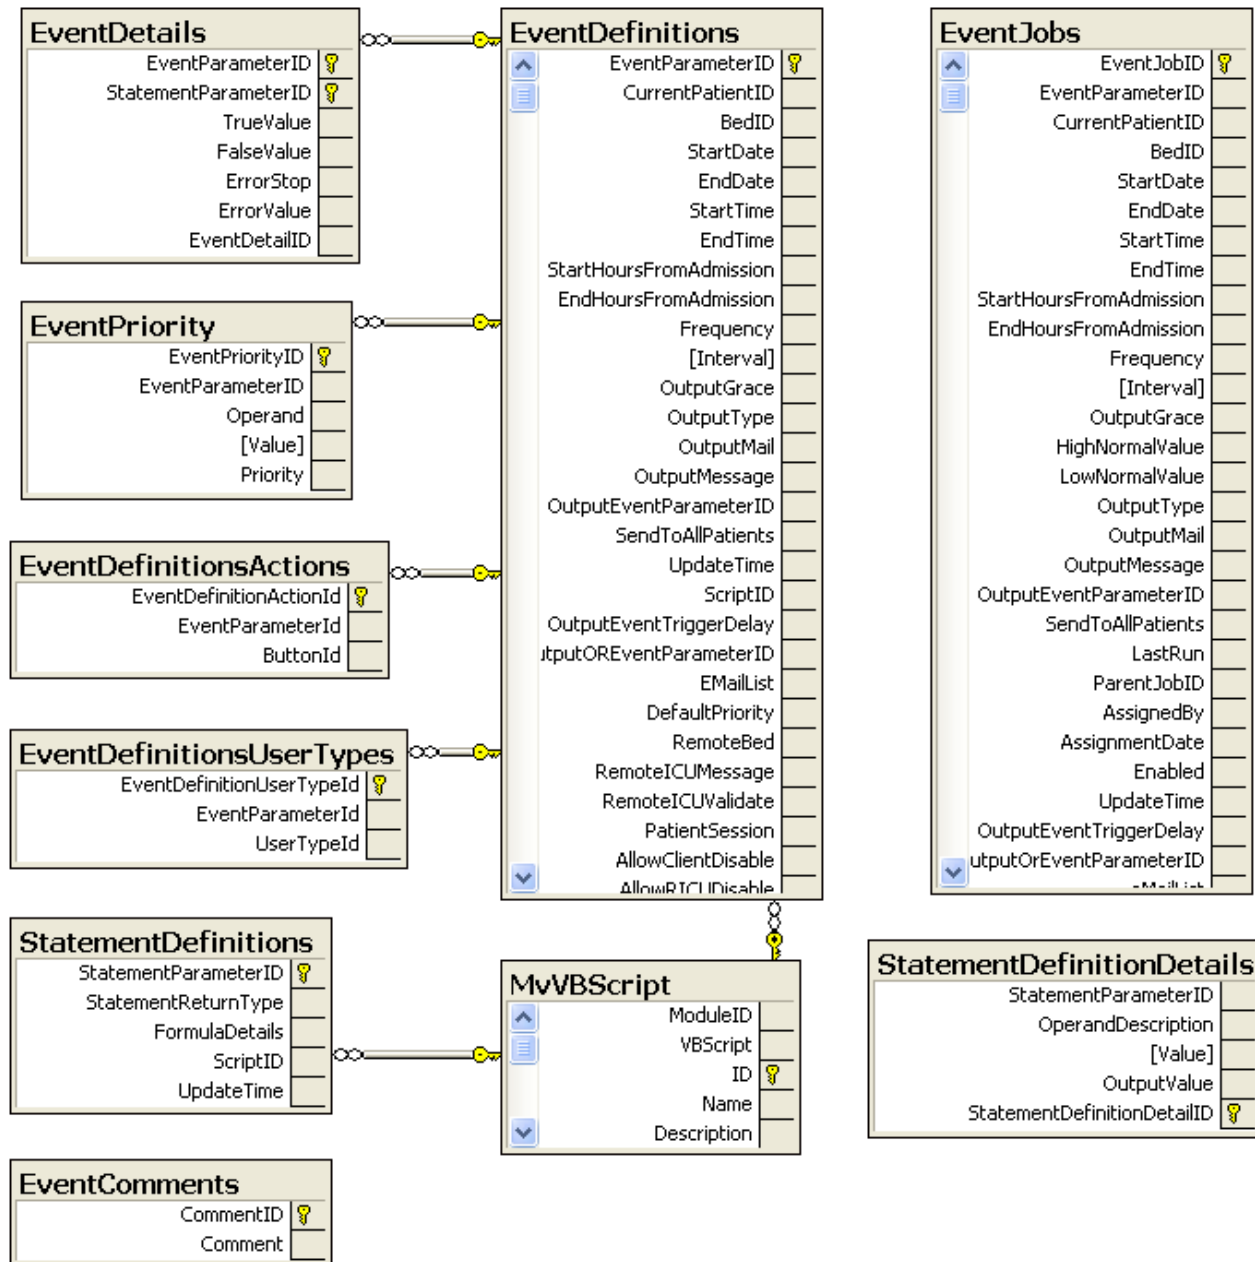 EventDetails
EventParameterID
StatementParameterID
TrueValue
FalseValue
ErrorStop
ErrorValue
EventDetailID
EventPriority
EventPriorityID
EventParameterID
Operand
[Value]
Priority
EventDefinitionsActions
EventDefinitionActionId
EventParameterId
ButtonId
EventDefinitionsUserTypes
EventDefinitionUserTypeId
EventParameterId
UserTypeId
StatementDefinitions
StatementParameterID
StatementReturnType
FormulaDetails
ScriptID
UpdateTime
EventComments
CommentID
Comment
EventDefinitions
EventParameterID
CurrentPatientID
BedID
StartDate
EndDate
StartTime
EndTime
StartHoursFromAdmission
EndHoursFromAdmission
Frequency
[Interval]
OutputGrace
OutputType
OutputMail
OutputMessage
OutputEventParameterID
SendToAllPatients
UpdateTime
ScriptID
OutputEventTriggerDelay
utputOREventParameterID
EMailList
DefaultPriority
RemoteBed
RemoteICUMessage
RemoteICUValidate
PatientSession
AllowClientDisable
AllowRICUDisable
MvVBScript
ModuleID
VBScript
ID
Name
Description
EventJobs
EventJobID
EventParameterID
CurrentPatientID
BedID
StartDate
EndDate
StartTime
EndTime
StartHoursFromAdmission
EndHoursFromAdmission
Frequency
[Interval]
OutputGrace
HighNormalValue
LowNormalValue
OutputType
OutputMail
OutputMessage
OutputEventParameterID
SendToAllPatients
LastRun
ParentJobID
AssignedBy
AssignmentDate
Enabled
UpdateTime
OutputEventTriggerDelay
utputOrEventParameterID
eMailList
StatementDefinitionDetails
StatementParameterID
OperandDescription
[Value]
OutputValue
StatementDefinitionDetailID